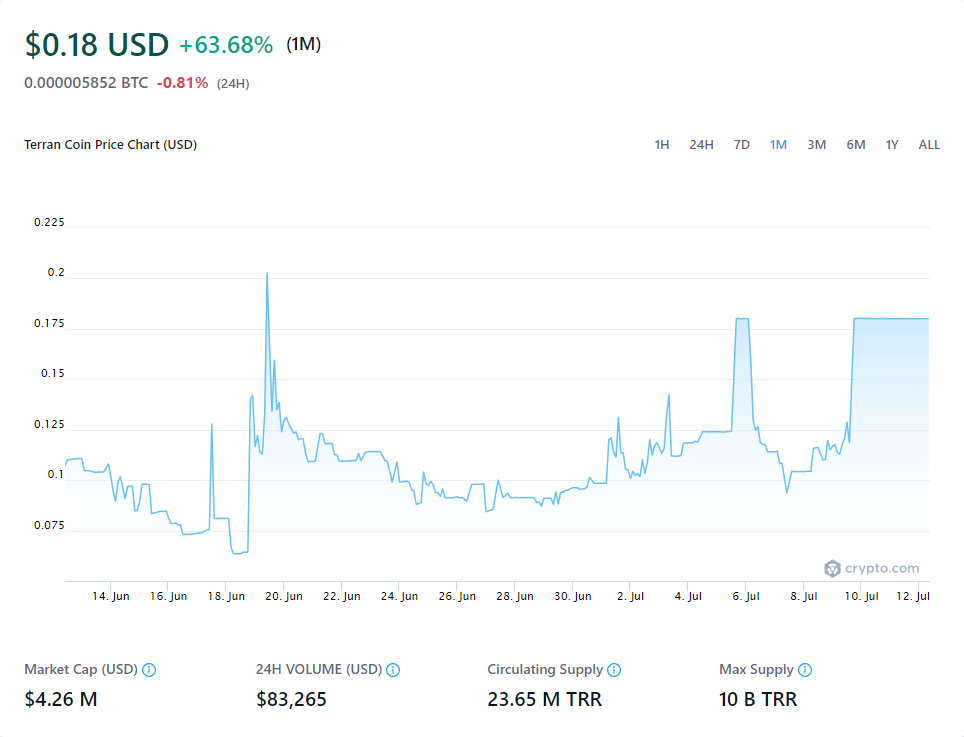 $0.18 USD +63.68% (1M)
0.000005852 BTC -0.81% (24H)
Terran Coin Price Chart (USD) 1H 24H 7D 1M 3M 6M 1Y ALL
0.225
0.2
0.175
0.15
0.125
0.1
0.075
crypto.com
14. Jun 16. Jun 18. Jun 20. Jun 22. Jun 24. Jun 26. Jun 28. Jun 30. Jun 2. Jul 4. Jul 6. Jul 8. Jul 10. Jul 12. Jul
Market Cap (USD) 24H VOLUME (USD) Circulating Supply Max Supply
$4.26 M $83,265 23.65 M TRR 10 B TRR